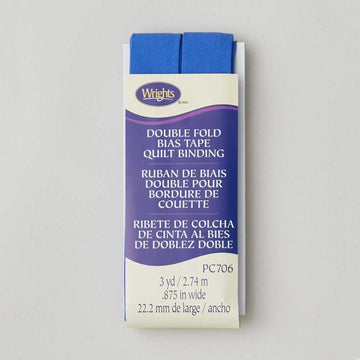 Wrights
DOUBLE FOLD
BIAS TAPE
QUILT BINDING
RUBAN DE BIAIS
DOUBLE POUR
BORDURE DE
COUETTE
RIBETE DE COLCHA
DE CINTA AL BIES
DE DOBLEZ DOBLE
PC706
3 yd / 2.74 m
.875 in wide
22.2 mm de large / ancho